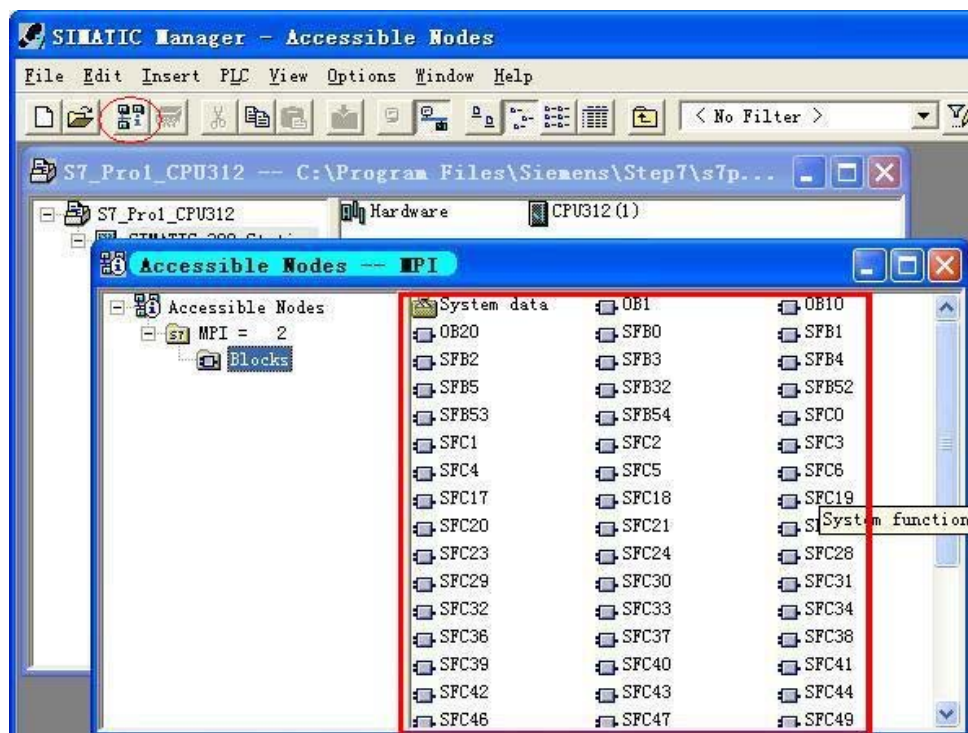 SIMATIC Manager - Accessible Nodes
File Edit Insert PLC View Options Window Help
< No Filter >
S7_Pro1_CPU312 -- C:\Program Files\Siemens\Step7\s7p...
S7_Pro1_CPU312
Hardware CPU312(1)
Accessible Nodes -- MPI
Accessible Nodes
MPI = 2
Blocks
System data OB1 OB10
OB20 SFB0 SFB1
SFB2 SFB3 SFB4
SFB5 SFB32 SFB52
SFB53 SFB54 SFC0
SFC1 SFC2 SFC3
SFC4 SFC5 SFC6
SFC17 SFC18 SFC19
SFC20 SFC21
System function
SFC23 SFC24 SFC28
SFC29 SFC30 SFC31
SFC32 SFC33 SFC34
SFC36 SFC37 SFC38
SFC39 SFC40 SFC41
SFC42 SFC43 SFC44
SFC46 SFC47 SFC49